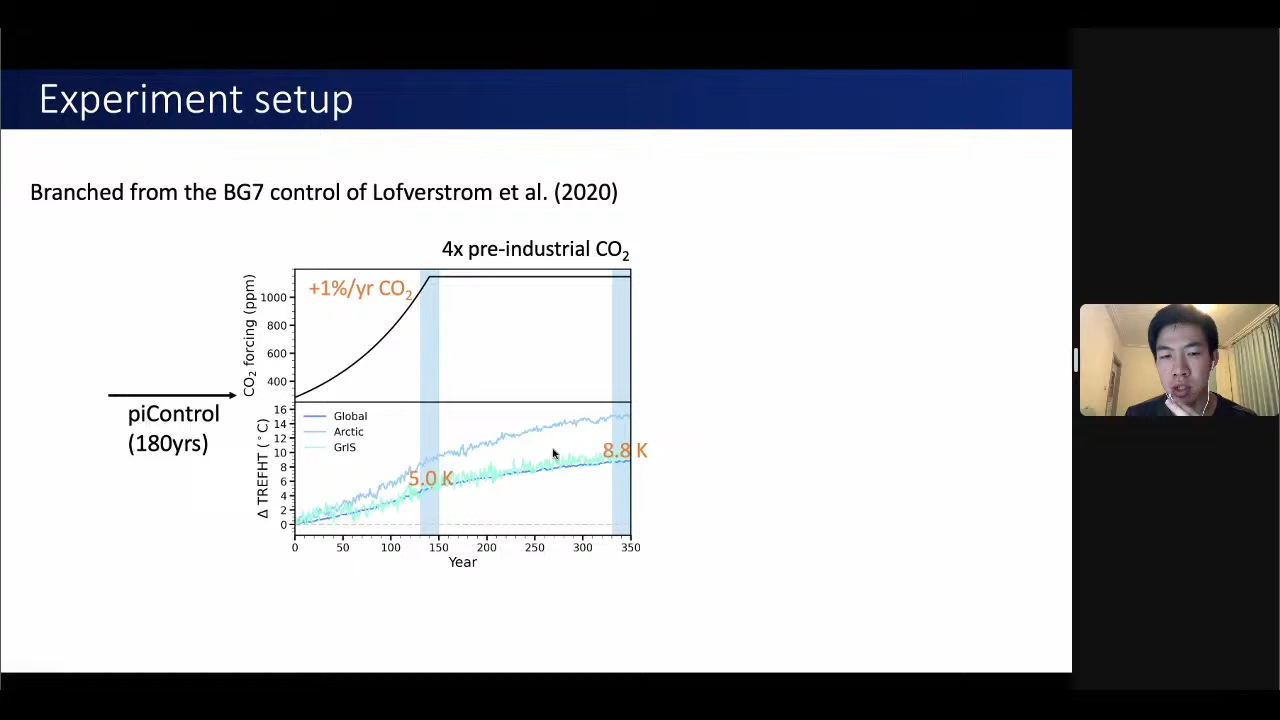 Experiment setup
Branched from the BG7 control of Lofverstrom et al. (2020)
4x pre-industrial CO₂
+1%/yr CO₂
CO₂ forcing (ppm)
1000
800
600
400
piControl
(180yrs)
Δ TREFHT (°C)
16
14
12
10
8
6
4
2
0
Global
Arctic
GrIS
5.0 K
8.8 K
0
50
100
150
200
250
300
350
Year